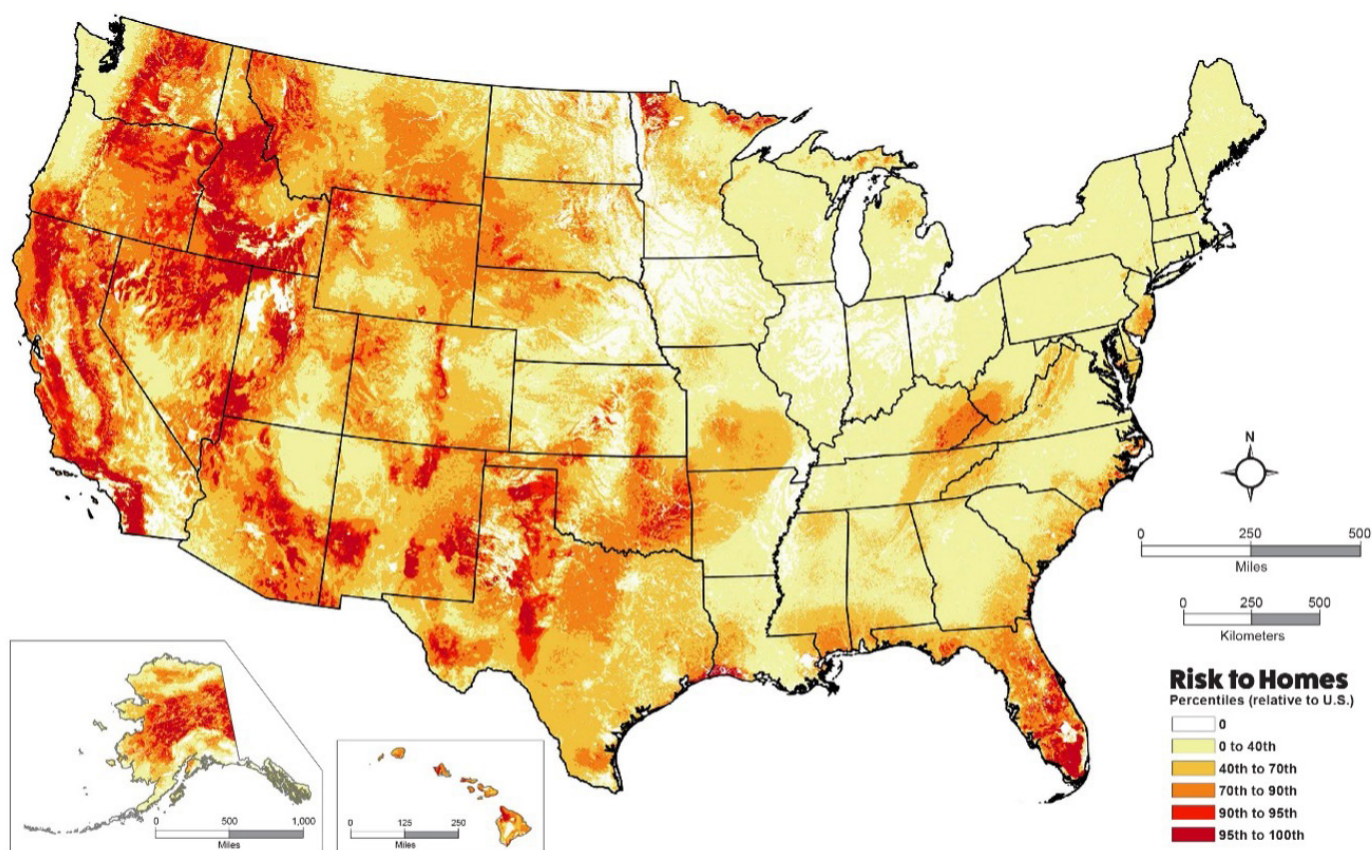 N
0 250 500
Miles
0 250 500
Kilometers
Risk to Homes
Percentiles (relative to U.S.)
0
0 to 40th
40th to 70th
70th to 90th
90th to 95th
95th to 100th
0 500 1,000
Miles
0 125 250
Miles